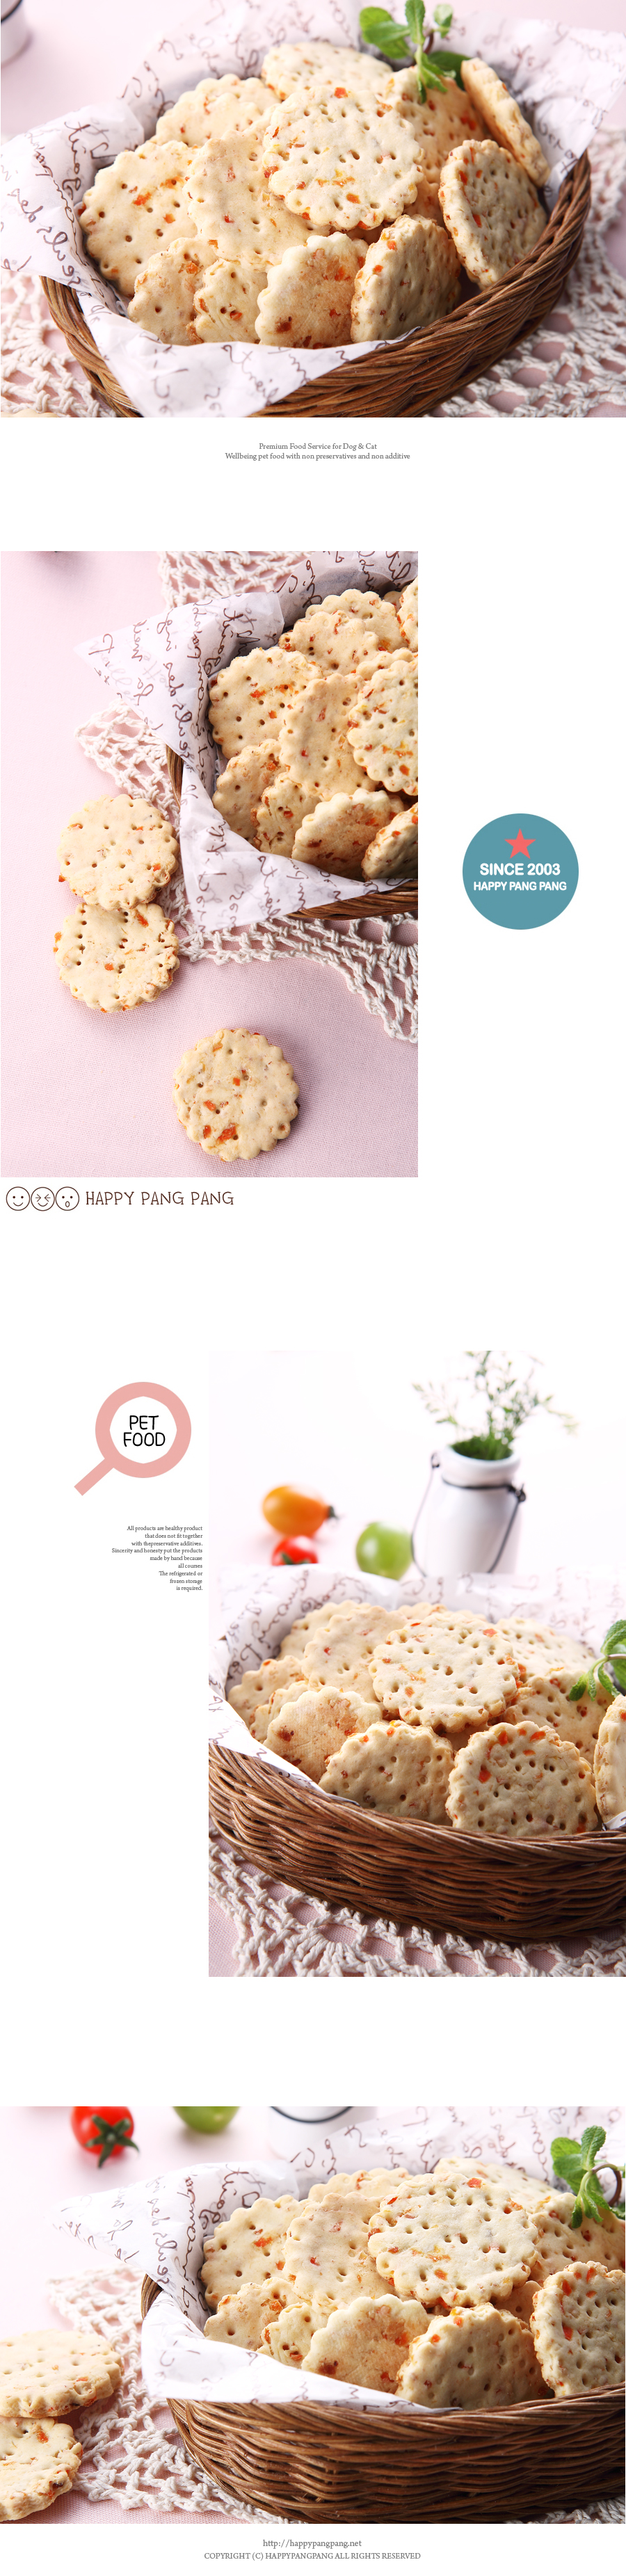 Premium Food Service for Dog & Cat
Wellbeing pet food with non preservatives and non additive
SINCE 2003
HAPPY PANG PANG
HAPPY PANG PANG
PET
FOOD
All products are healthy product
that does not fit together
with thepreservative additives.
Sincerity and honesty put the products
made by hand because
all courses
The refrigerated or
frozen storage
is required.
http://happypangpang.net
COPYRIGHT (C) HAPPYPANGPANG ALL RIGHTS RESERVED